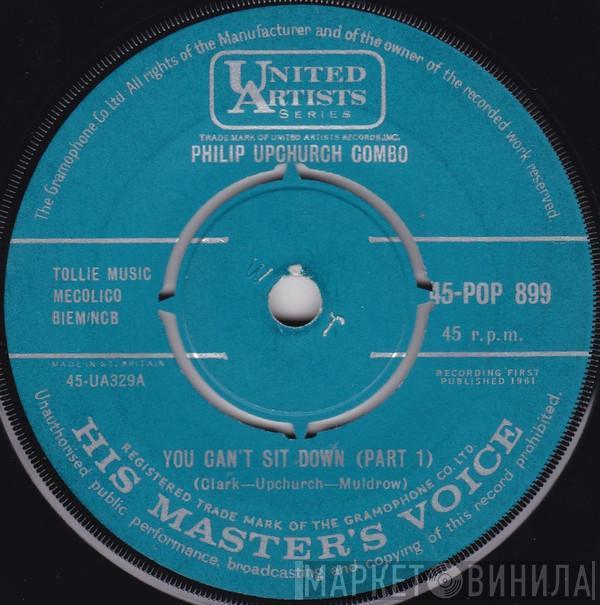 The Gramophone Co. Ltd. All rights of the Manufacturer and of the owner of the recorded work reserved.
UNITED
ARTISTS
SERIES
TRADE MARK OF UNITED ARTISTS RECORDS, INC.
PHILIP UPCHURCH COMBO
TOLLIE MUSIC
MECOLICO
BIEM/NCB
45-POP 899
45 r.p.m.
MADE IN GT. BRITAIN
45-UA329A
RECORDING FIRST
PUBLISHED 1961
YOU CAN'T SIT DOWN (PART 1)
(Clark—Upchurch—Muldrow)
REGISTERED TRADE MARK OF THE GRAMOPHONE CO. LTD.
HIS MASTER'S VOICE
Unauthorised public performance, broadcasting and copying of this record prohibited.
МАРКЕТ ВИНИЛА